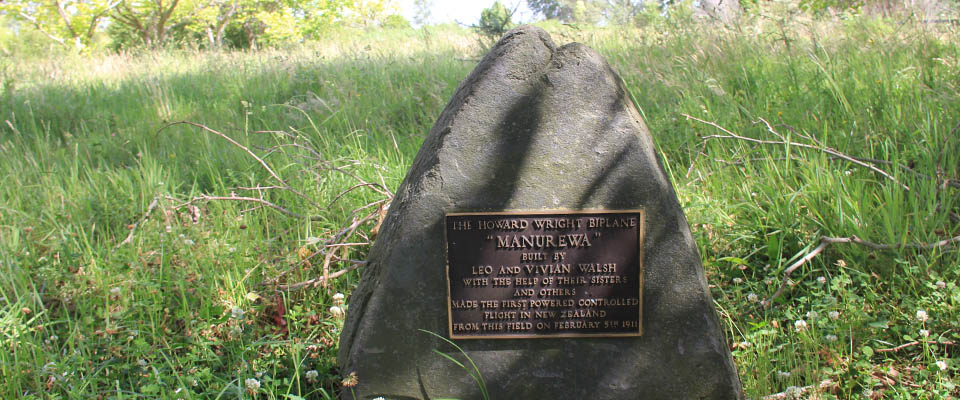 THE HOWARD WRIGHT BIPLANE
"MANUREWA"
BUILT BY
LEO AND VIVIAN WALSH
WITH THE HELP OF THEIR SISTERS
AND OTHERS
MADE THE FIRST POWERED CONTROLLED
FLIGHT IN NEW ZEALAND
FROM THIS FIELD ON FEBRUARY 5TH 1911